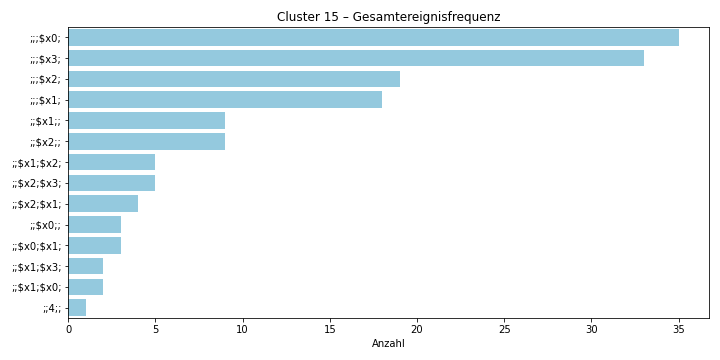 Cluster 15 – Gesamtereignisfrequenz
;;;$x0;
;;;$x3;
;;;$x2;
;;;$x1;
;;$x1;;
;;$x2;;
;;$x1;$x2;
;;$x2;$x3;
;;$x2;$x1;
;;$x0;;
;;$x0;$x1;
;;$x1;$x3;
;;$x1;$x0;
;;4;;
0 5 10 15 20 25 30 35
Anzahl